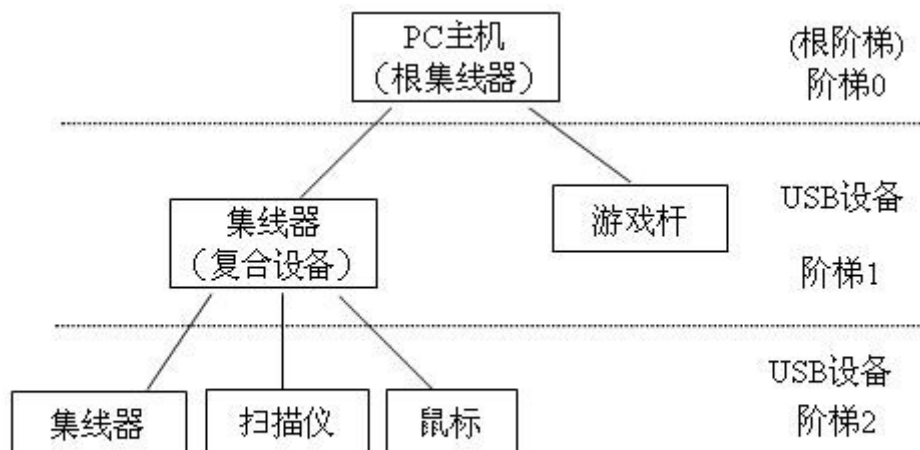 PC主机
（根集线器）
(根阶梯)
阶梯0
集线器
（复合设备）
游戏杆
USB设备
阶梯1
集线器
扫描仪
鼠标
USB设备
阶梯2